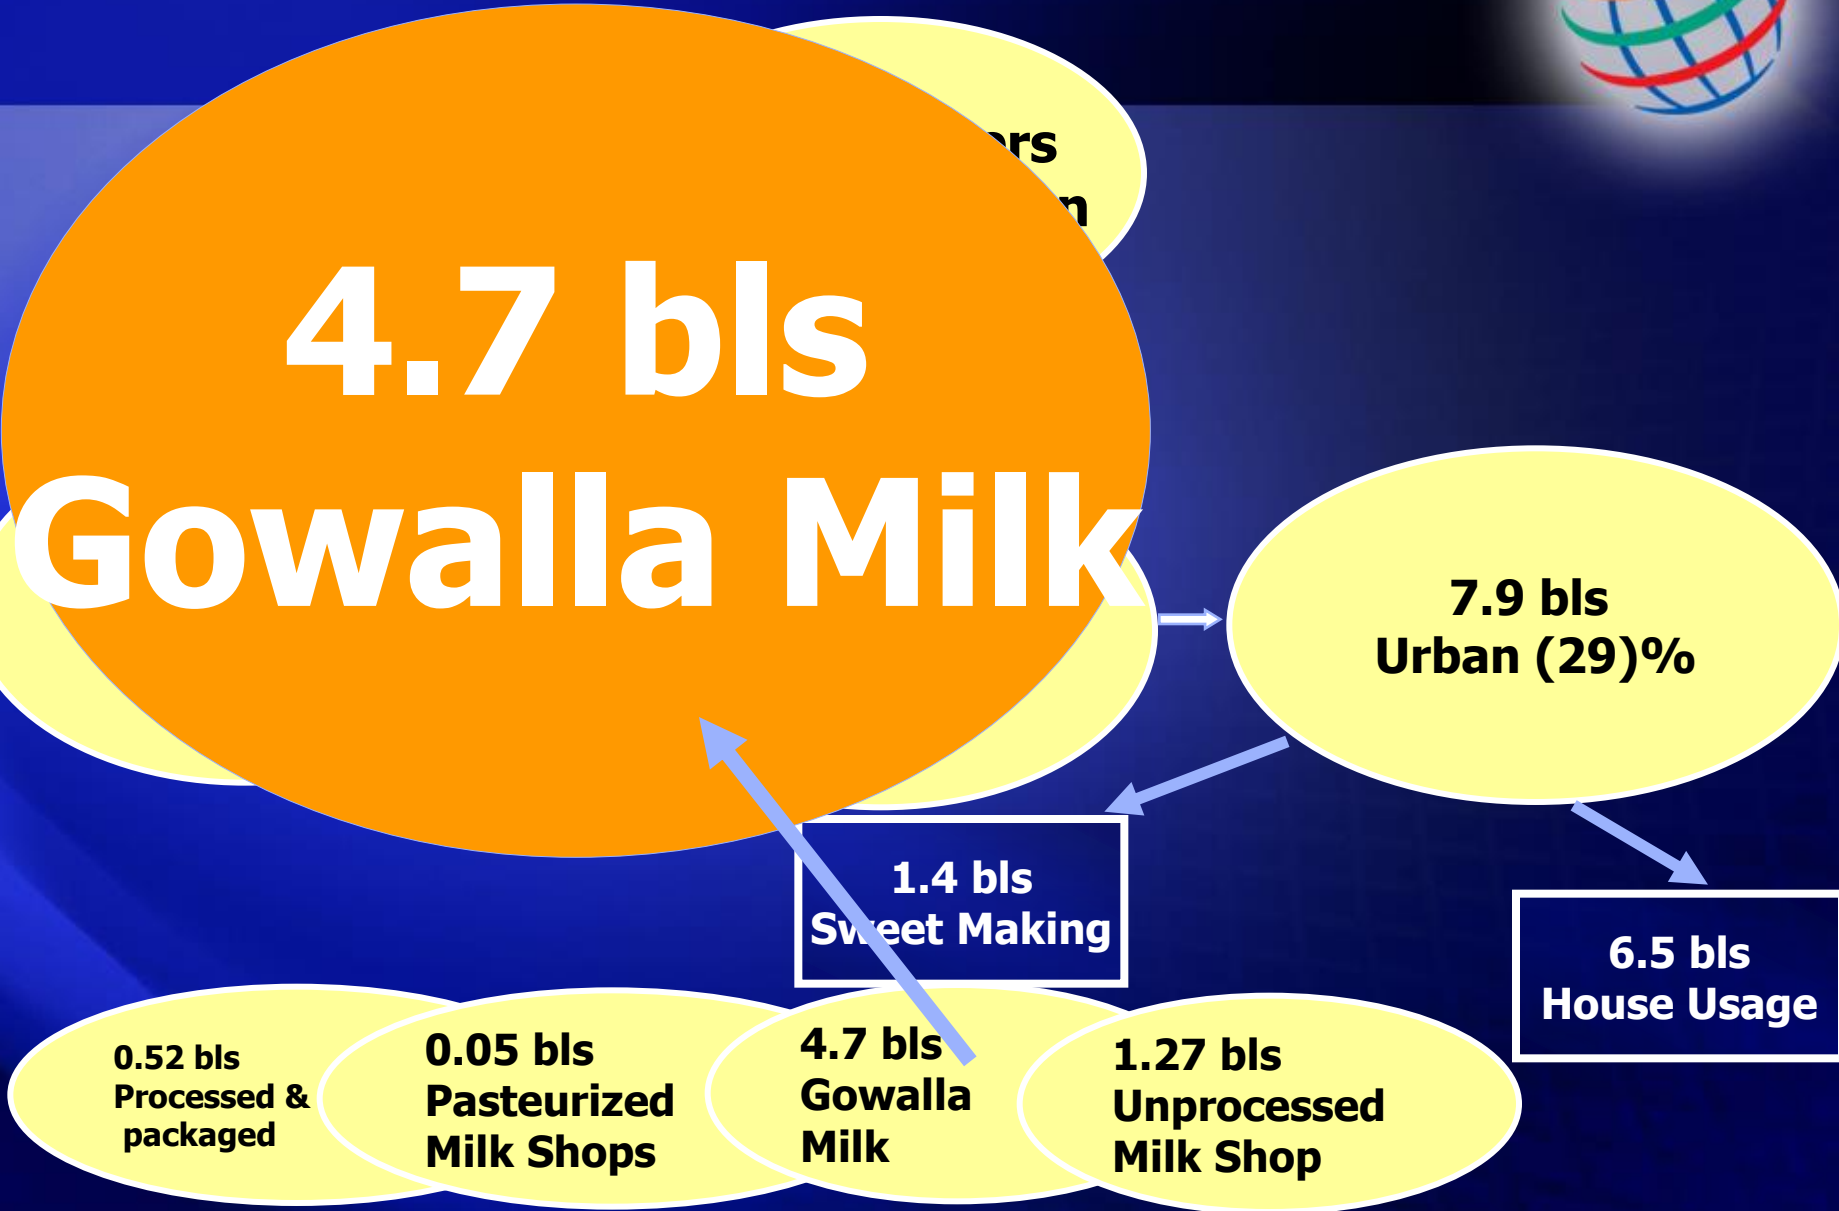 4.7 bls
Gowalla Milk
7.9 bls
Urban (29)%
1.4 bls
Sweet Making
6.5 bls
House Usage
0.52 bls
Processed &
packaged
0.05 bls
Pasteurized
Milk Shops
4.7 bls
Gowalla
Milk
1.27 bls
Unprocessed
Milk Shop